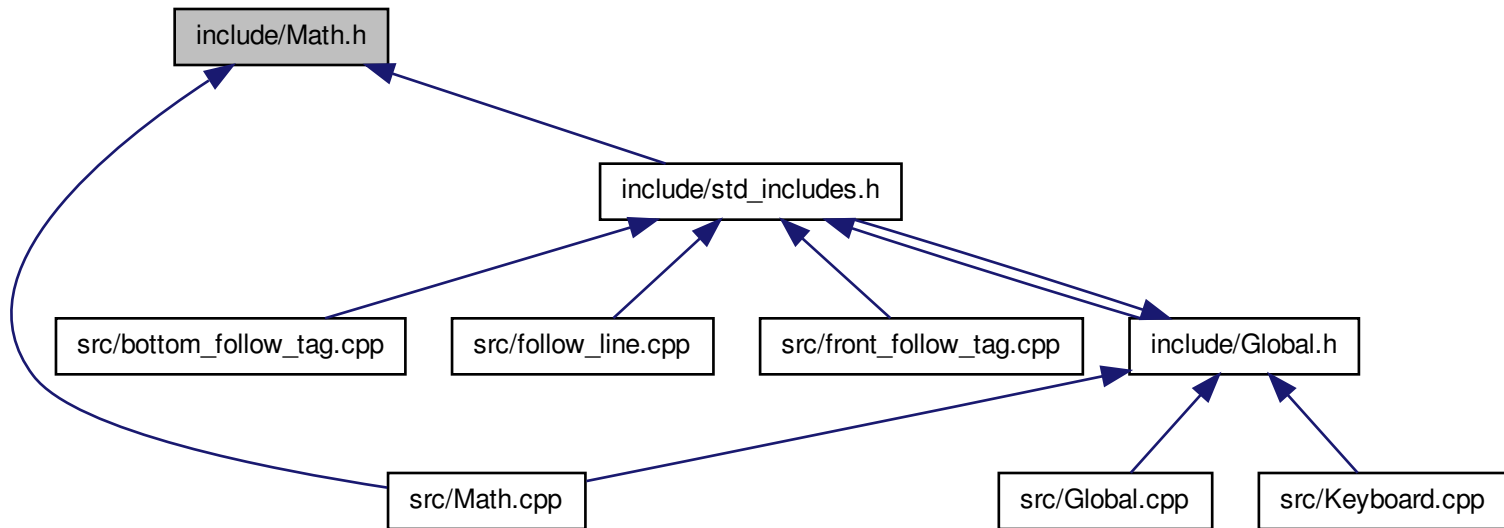 include/Math.h
include/std_includes.h
src/bottom_follow_tag.cpp
src/follow_line.cpp
src/front_follow_tag.cpp
include/Global.h
src/Math.cpp
src/Global.cpp
src/Keyboard.cpp